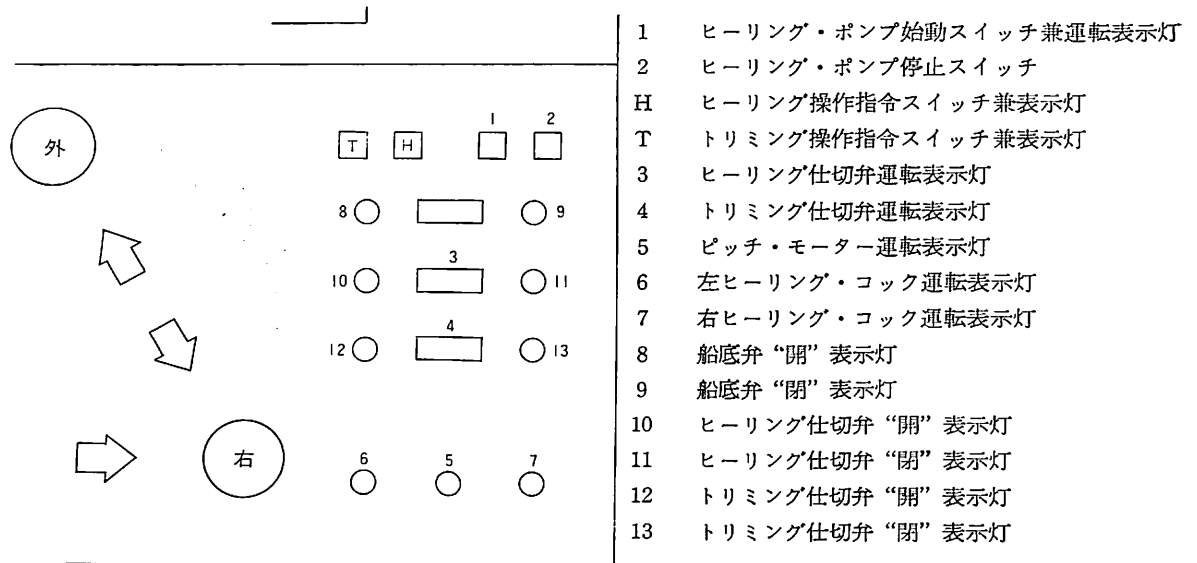 外
1 2
T H
8 9
3
10 11
4
12 13
右
6 5 7
1 ヒーリング・ポンプ始動スイッチ兼運転表示灯
2 ヒーリング・ポンプ停止スイッチ
H ヒーリング操作指令スイッチ兼表示灯
T トリミング操作指令スイッチ兼表示灯
3 ヒーリング仕切弁運転表示灯
4 トリミング仕切弁運転表示灯
5 ピッチ・モーター運転表示灯
6 左ヒーリング・コック運転表示灯
7 右ヒーリング・コック運転表示灯
8 船底弁“開”表示灯
9 船底弁“閉”表示灯
10 ヒーリング仕切弁“開”表示灯
11 ヒーリング仕切弁“閉”表示灯
12 トリミング仕切弁“開”表示灯
13 トリミング仕切弁“閉”表示灯